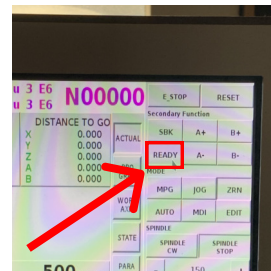 u 3 E6 N00000
u 3 E6
E_STOP RESET
DISTANCE TO GO
X 0.000
Y 0.000
Z 0.000
A 0.000
B 0.000
ACTUAL
STATE
PARA
Secondary Function
SBK A+ B+
READY A- B-
MODE
MPG JOG ZRN
AUTO MDI EDIT
SPINDLE
SPINDLE CW
SPINDLE STOP